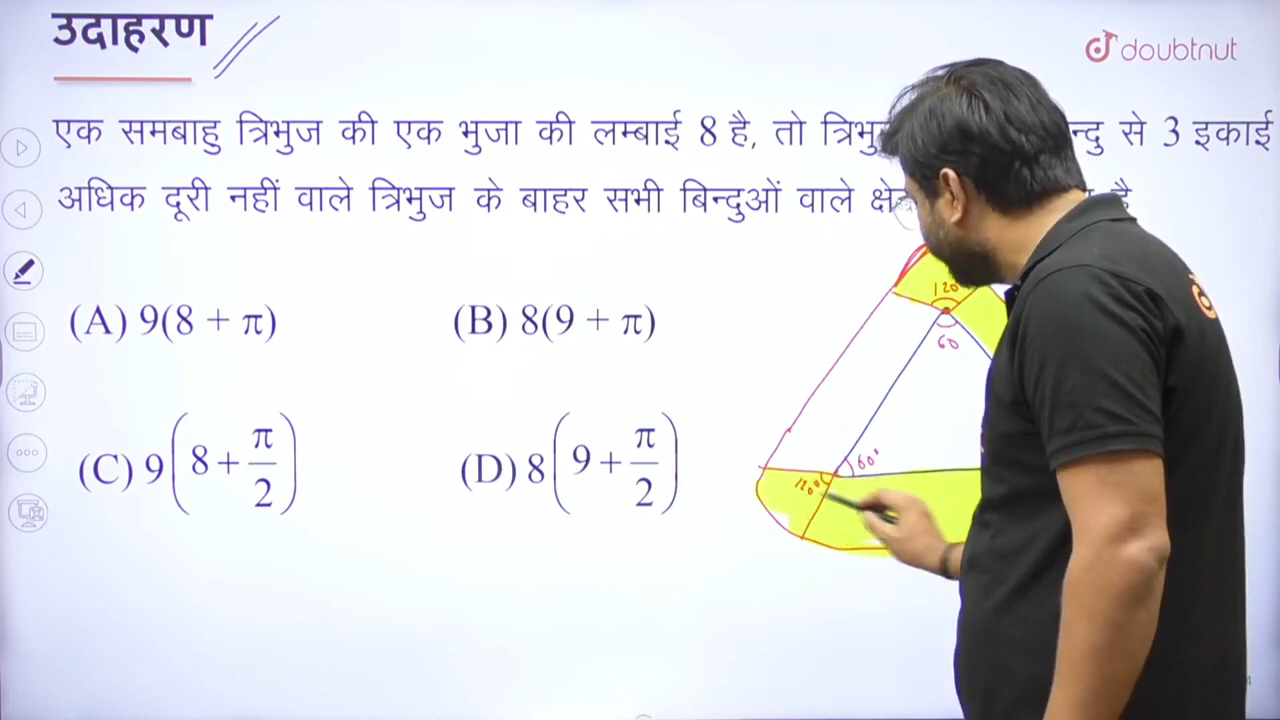 उदाहरण
doubtnut
एक समबाहु त्रिभुज की एक भुजा की लम्बाई 8 है, तो से 3 इकाई
अधिक दूरी नहीं वाले त्रिभुज के बाहर सभी बिन्दुओं वाले है
(A) 9(8 + π) (B) 8(9 + π)
120°
60
(C) 9(8 + π/2) (D) 8(9 + π/2)
60°
120°